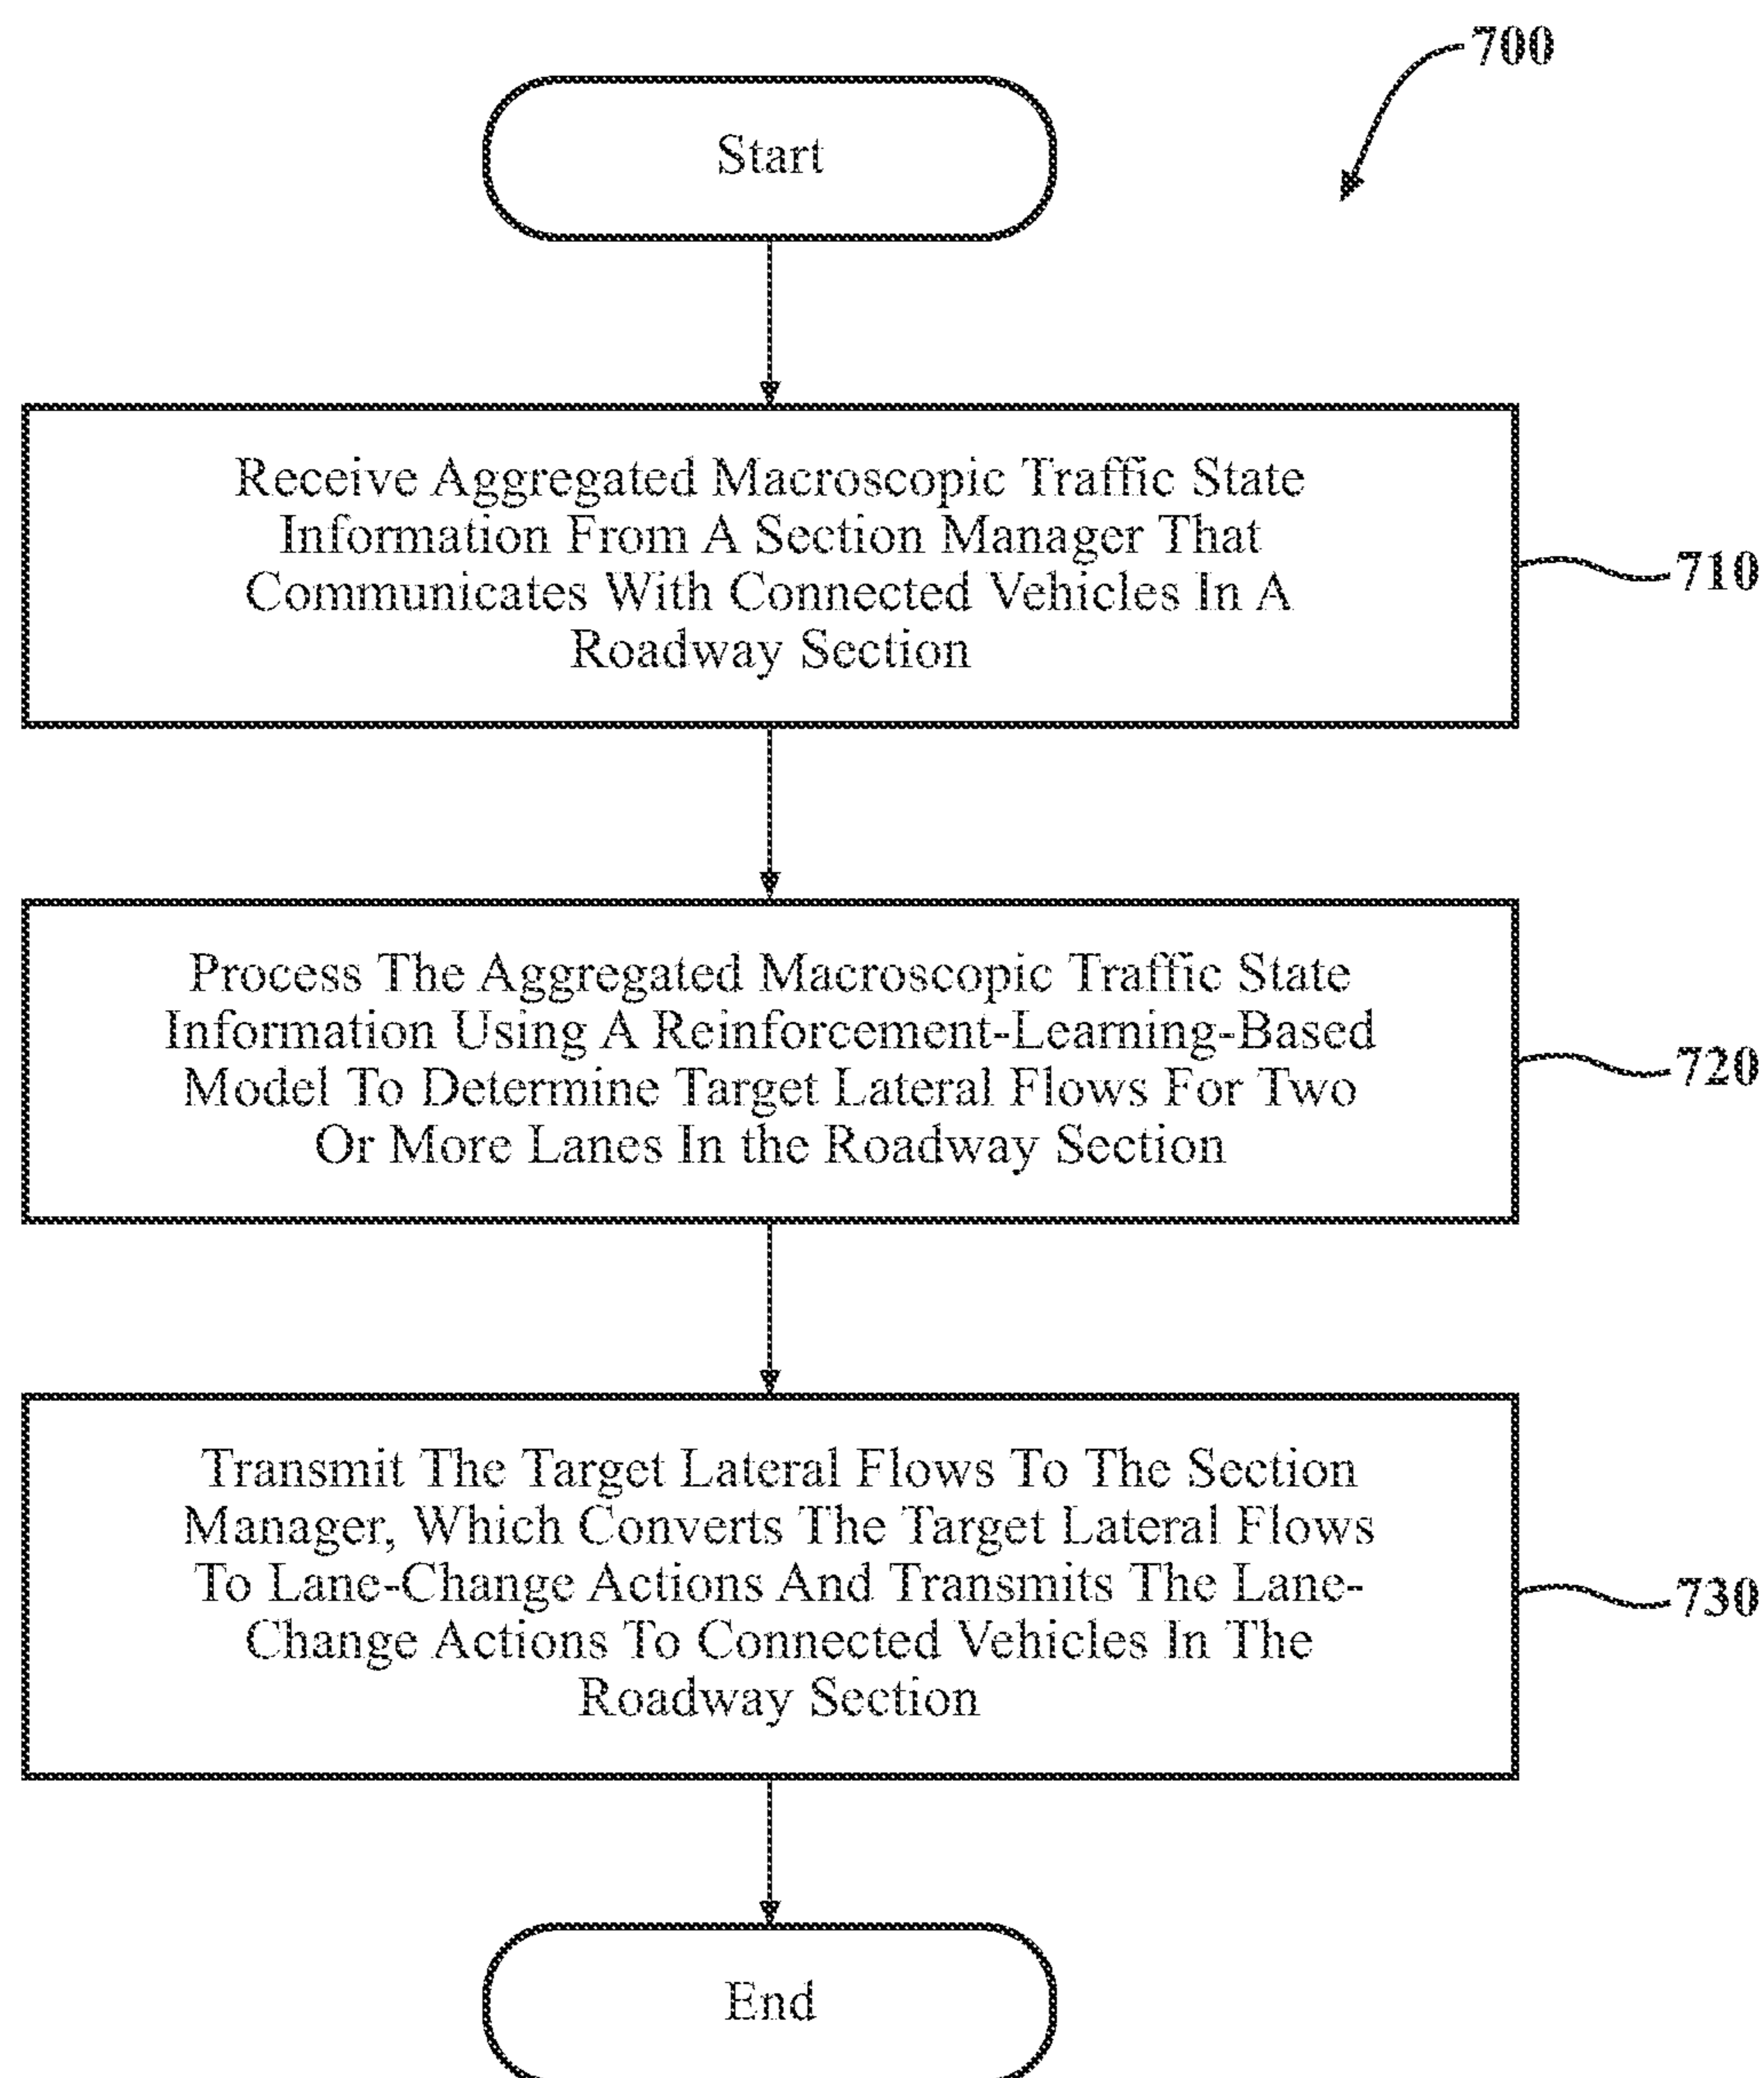 700
Start
Receive Aggregated Macroscopic Traffic State
Information From A Section Manager That
Communicates With Connected Vehicles In A
Roadway Section
710
Process The Aggregated Macroscopic Traffic State
Information Using A Reinforcement-Learning-Based
Model To Determine Target Lateral Flows For Two
Or More Lanes In the Roadway Section
720
Transmit The Target Lateral Flows To The Section
Manager, Which Converts The Target Lateral Flows
To Lane-Change Actions And Transmits The Lane-
Change Actions To Connected Vehicles In The
Roadway Section
730
End